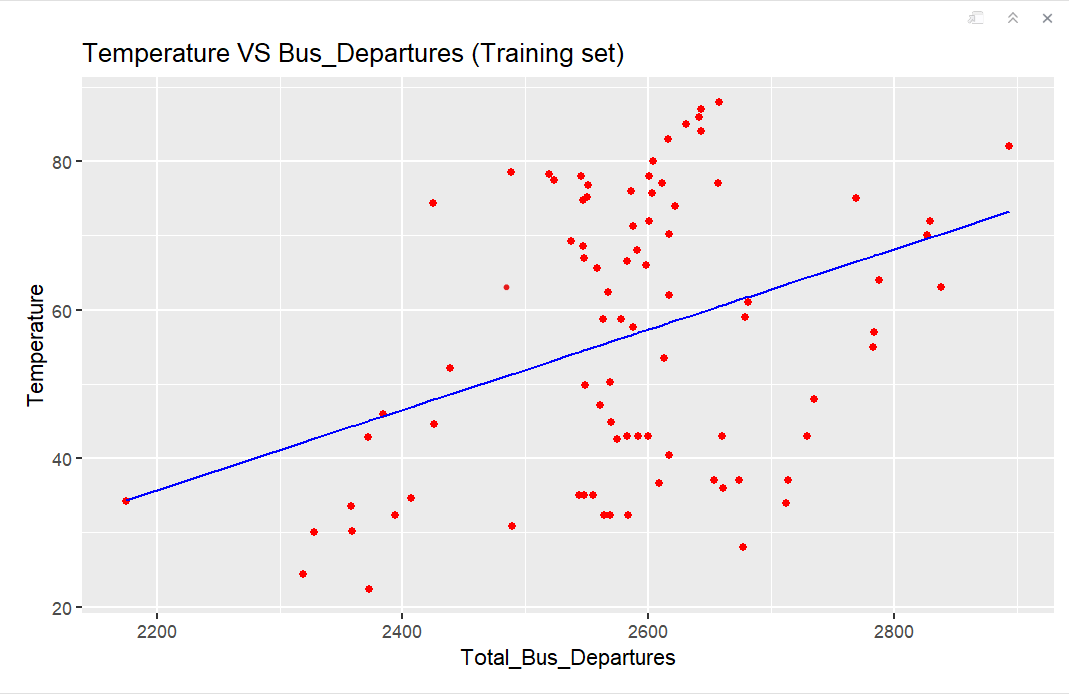 Temperature VS Bus_Departures (Training set)
80
60
40
20
Temperature
2200 2400 2600 2800
Total_Bus_Departures